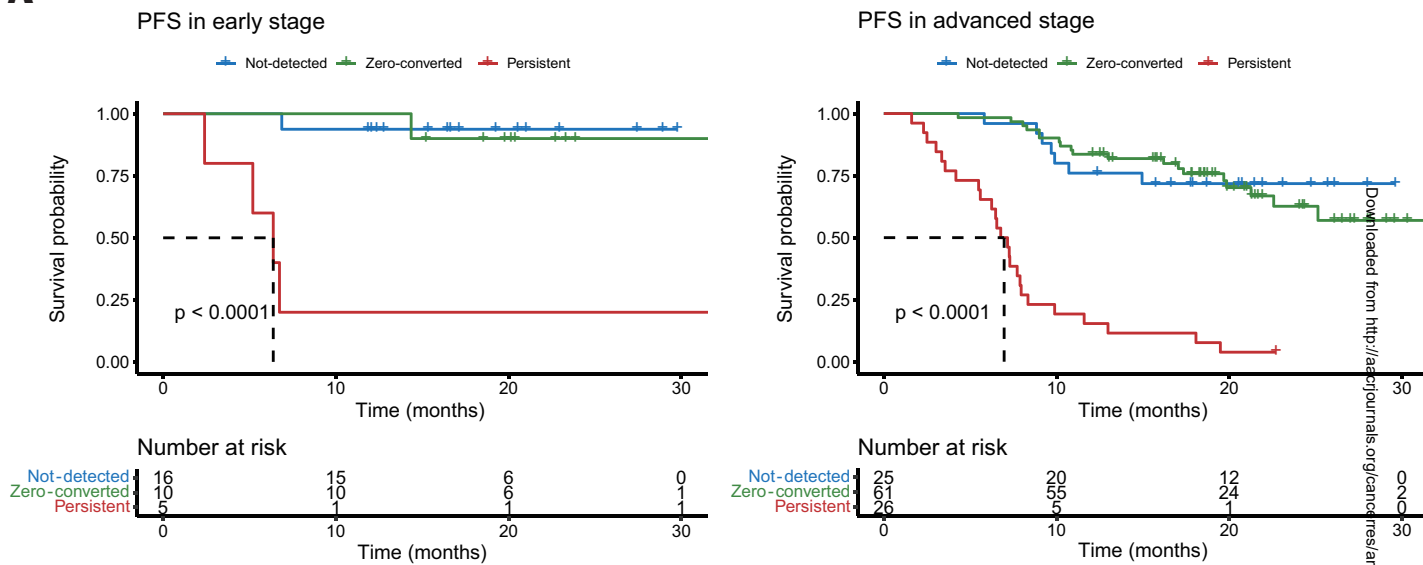 PFS in early stage
Not-detected Zero-converted Persistent
1.00
0.75
0.50
0.25
0.00
Survival probability
p < 0.0001
0 10 20 30
Time (months)
Number at risk
Not-detected 16 15 6 0
Zero-converted 10 10 6 1
Persistent 5 1 1 1
0 10 20 30
Time (months)
PFS in advanced stage
Not-detected Zero-converted Persistent
1.00
0.75
0.50
0.25
0.00
Survival probability
p < 0.0001
0 10 20 30
Time (months)
Number at risk
Not-detected 25 20 12 0
Zero-converted 61 55 24 2
Persistent 26 5 1 0
0 10 20 30
Time (months)
Downloaded from http://aacrjournals.org/cancerres/ar